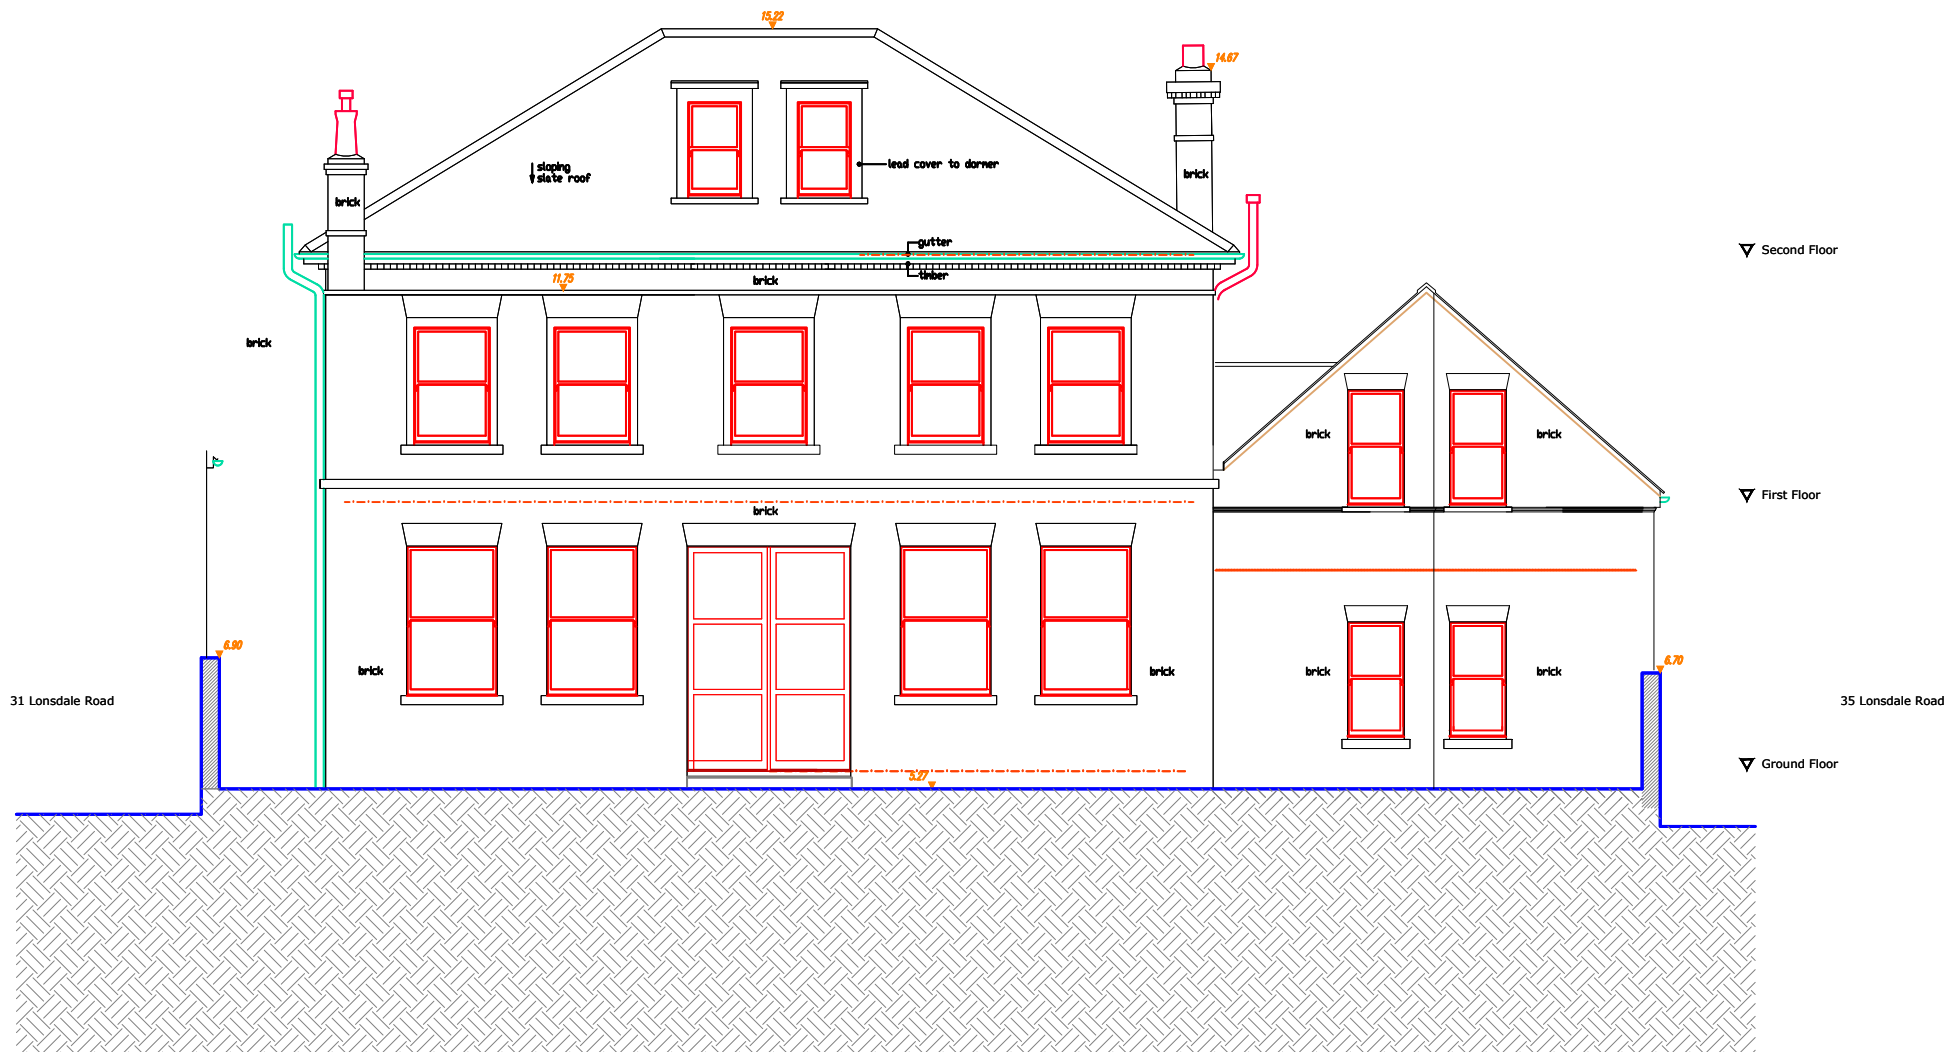 15.22
14.67
sloping
slate roof
lead cover to dormer
brick
brick
gutter
Second Floor
timber
11.75
brick
brick
brick
brick
First Floor
brick
6.90
6.70
brick
brick
brick
brick
31 Lonsdale Road
35 Lonsdale Road
Ground Floor
5.27